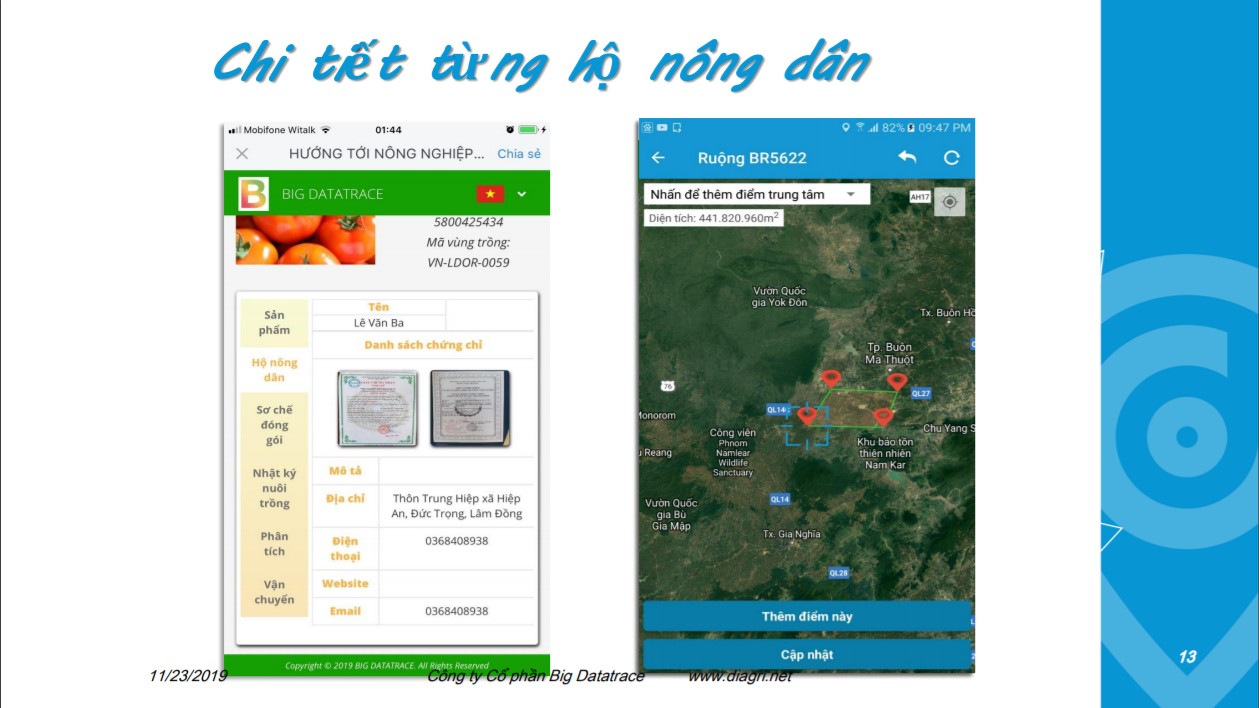 Chi tiết từng hộ nông dân
Mobifone Witalk
01:44
HƯỚNG TỚI NÔNG NGHIỆP...
Chia sẻ
B
BIG DATATRACE
5800425434
Mã vùng trồng:
VN-LDOR-0059
Sản
phẩm
Hộ nông
dân
Sơ chế
đóng
gói
Nhật ký
nuôi
trồng
Phân
tích
Vận
chuyển
Tên
Lê Văn Ba
Danh sách chứng chỉ
Mô tả
Địa chỉ
Thôn Trung Hiệp xã Hiệp
An, Đức Trọng, Lâm Đồng
Điện
thoại
0368408938
Website
Email
0368408938
Copyright © 2019 BIG DATATRACE. All Rights Reserved
82% 09:47 PM
Ruộng BR5622
Nhấn để thêm điểm trung tâm
Diện tích: 441.820.960m2
AH17
Vườn Quốc
gia Yok Đôn
Tx. Buôn Hồ
Tp. Buôn
Ma Thuột
76
QL27
QL14
Monorom
Chu Yang S
Công viên
Phnom
Namlear
Wildlife
Sanctuary
Khu bảo tồn
thiên nhiên
Nam Kar
u Reang
QL14
Vườn Quốc
gia Bù
Gia Mập
Tx. Gia Nghĩa
QL28
Thêm điểm này
Cập nhật
11/23/2019
Công ty Cổ phần Big Datatrace
www.diagri.net
13